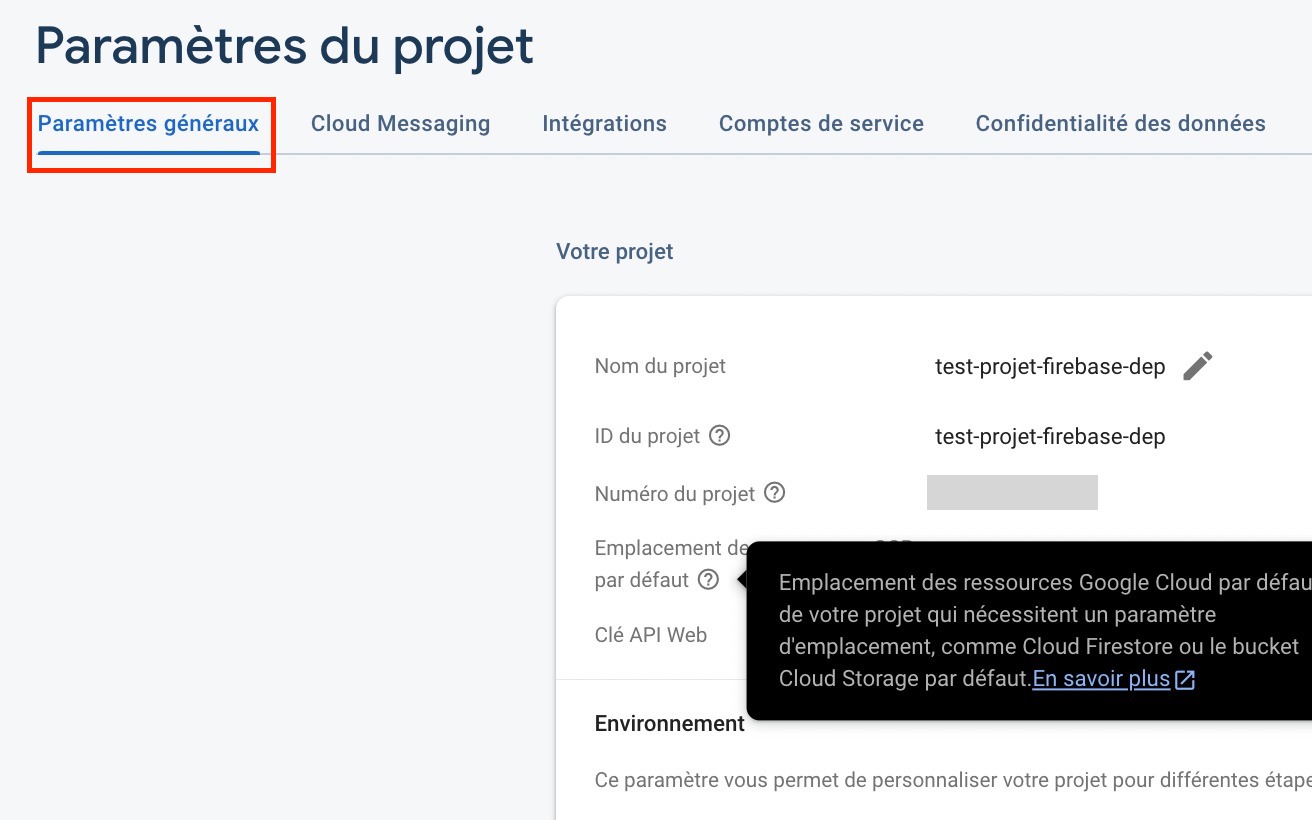 Paramètres du projet
Paramètres généraux Cloud Messaging Intégrations Comptes de service Confidentialité des données
Votre projet
Nom du projet test-projet-firebase-dep
ID du projet test-projet-firebase-dep
Numéro du projet
Emplacement de
par défaut
Emplacement des ressources Google Cloud par défau
de votre projet qui nécessitent un paramètre
d'emplacement, comme Cloud Firestore ou le bucket
Cloud Storage par défaut.En savoir plus
Clé API Web
Environnement
Ce paramètre vous permet de personnaliser votre projet pour différentes étape